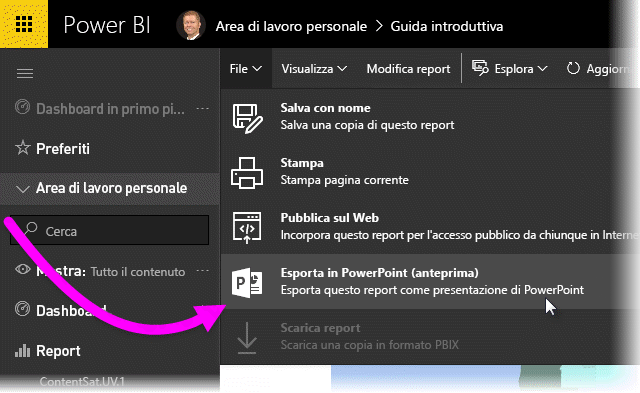 Power BI
Area di lavoro personale > Guida introduttiva
File
Visualizza
Modifica report
Esplora
Aggiorn
Dashboard in primo pi...
Preferiti
Area di lavoro personale
Cerca
Mostra: Tutto il contenuto
Dashboard
Report
ContentSat.UV.1
Salva con nome
Salva una copia di questo report
Stampa
Stampa pagina corrente
Pubblica sul Web
Incorpora questo report per l'accesso pubblico da chiunque in Interne
Esporta in PowerPoint (anteprima)
Esporta questo report come presentazione di PowerPoint
Scarica report
Scarica una copia in formato PBIX